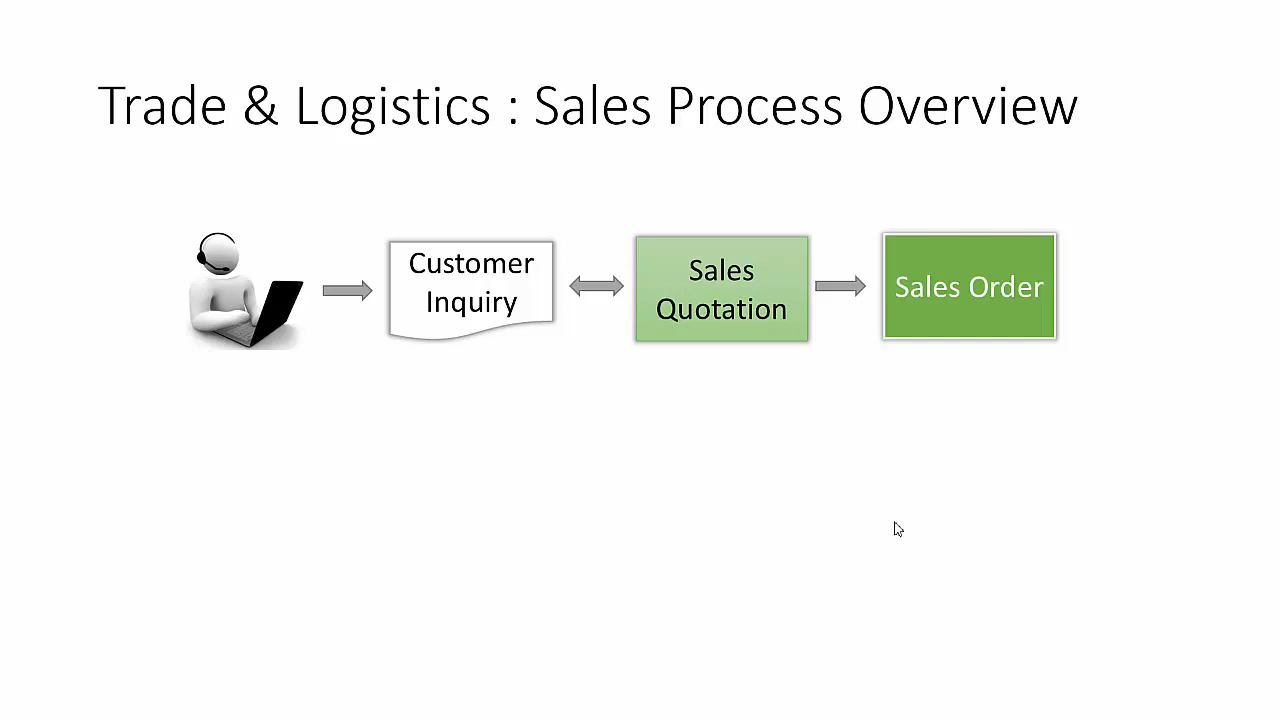 Trade & Logistics : Sales Process Overview
Customer
Inquiry
Sales
Quotation
Sales Order